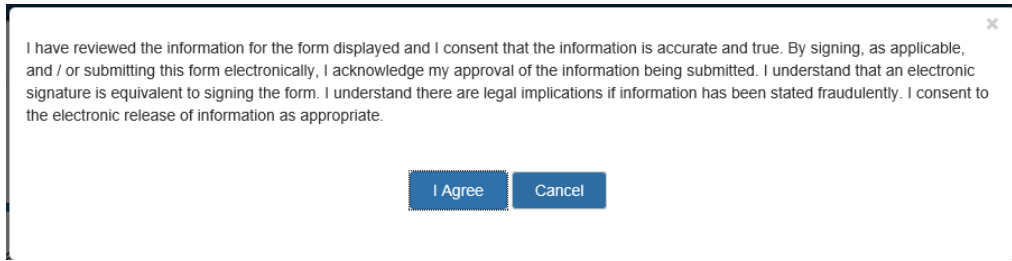 ×
I have reviewed the information for the form displayed and I consent that the information is accurate and true. By signing, as applicable,
and / or submitting this form electronically, I acknowledge my approval of the information being submitted. I understand that an electronic
signature is equivalent to signing the form. I understand there are legal implications if information has been stated fraudulently. I consent to
the electronic release of information as appropriate.
I Agree Cancel